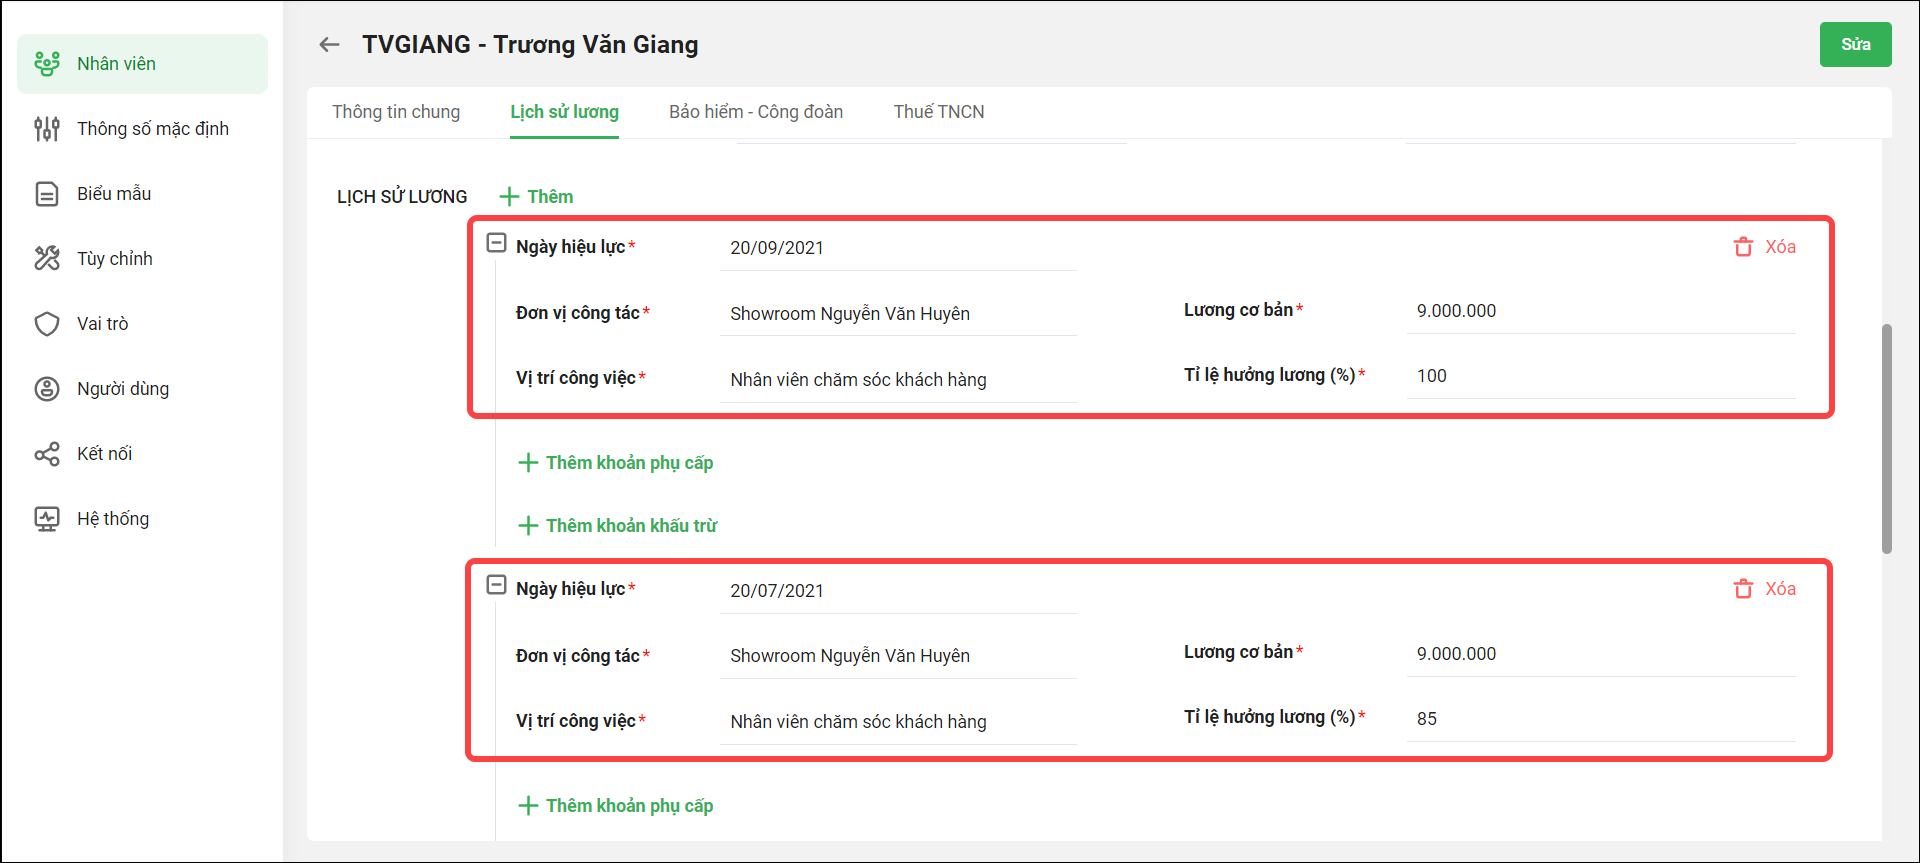 Nhân viên
Thông số mặc định
Biểu mẫu
Tùy chỉnh
Vai trò
Người dùng
Kết nối
Hệ thống
TVGIANG - Trương Văn Giang
Sửa
Thông tin chung Lịch sử lương Bảo hiểm - Công đoàn Thuế TNCN
LỊCH SỬ LƯƠNG Thêm
Ngày hiệu lực* 20/09/2021 Xóa
Đơn vị công tác* Showroom Nguyễn Văn Huyên Lương cơ bản* 9.000.000
Vị trí công việc* Nhân viên chăm sóc khách hàng Tỉ lệ hưởng lương (%)* 100
Thêm khoản phụ cấp
Thêm khoản khấu trừ
Ngày hiệu lực* 20/07/2021 Xóa
Đơn vị công tác* Showroom Nguyễn Văn Huyên Lương cơ bản* 9.000.000
Vị trí công việc* Nhân viên chăm sóc khách hàng Tỉ lệ hưởng lương (%)* 85
Thêm khoản phụ cấp